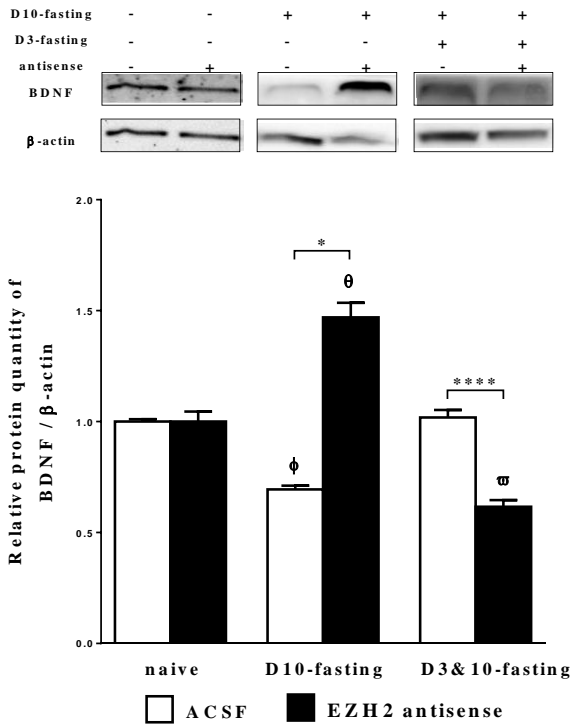 D10-fasting - - + +
D3-fasting - - - - + +
antisense - + - + - +
BDNF
β-actin
Relative protein quantity of
BDNF / β-actin
2.0
1.5
1.0
0.5
0.0
*
θ
ϕ
****
ϖ
naive D10-fasting D3&10-fasting
ACSF EZH2 antisense